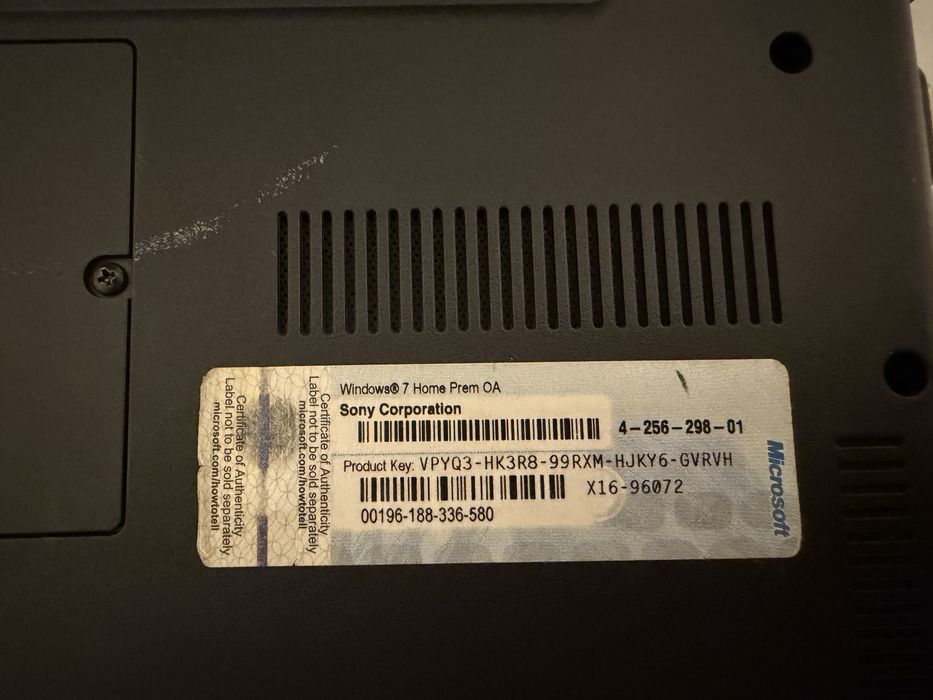 Certificate of Authenticity
Label not to be sold separately
microsoft.com/howtotell
Certificate of Authenticity
Label not to be sold separately
microsoft.com/howtotell
Windows® 7 Home Prem OA
Sony Corporation
4-256-298-01
Product Key: VPYQ3-HK3R8-99RXM-HJKY6-GVRVH
X16-96072
00196-188-336-580
Microsoft